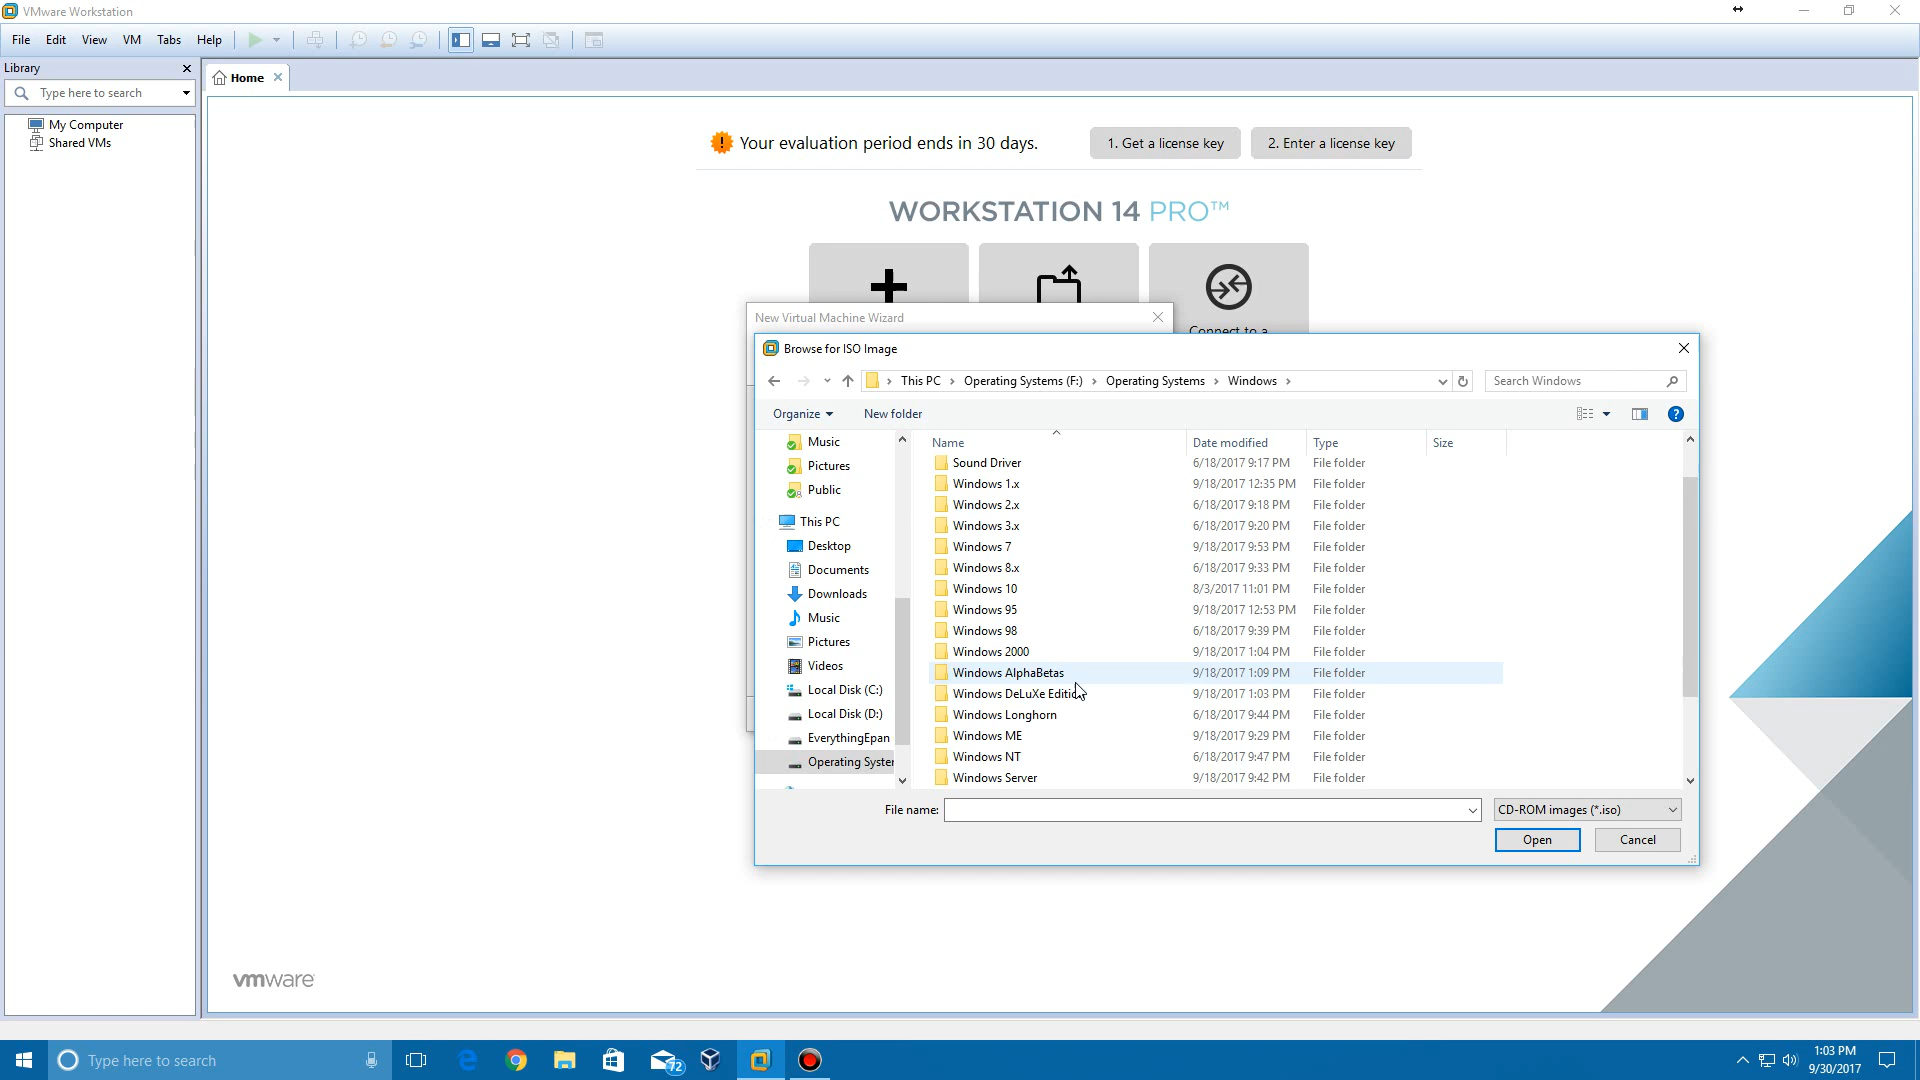 VMware Workstation
File Edit View VM Tabs Help
Library
Type here to search
My Computer
Shared VMs
Home
Your evaluation period ends in 30 days.
1. Get a license key
2. Enter a license key
WORKSTATION 14 PRO™
Connect to a
New Virtual Machine Wizard
Browse for ISO Image
This PC Operating Systems (F:) Operating Systems Windows
Search Windows
Organize New folder
Music
Pictures
Public
This PC
Desktop
Documents
Downloads
Music
Pictures
Videos
Local Disk (C:)
Local Disk (D:)
EverythingEpan
Operating Syster
Name Date modified Type Size
Sound Driver 6/18/2017 9:17 PM File folder
Windows 1.x 9/18/2017 12:35 PM File folder
Windows 2.x 6/18/2017 9:18 PM File folder
Windows 3.x 6/18/2017 9:20 PM File folder
Windows 7 9/18/2017 9:53 PM File folder
Windows 8.x 6/18/2017 9:33 PM File folder
Windows 10 8/3/2017 11:01 PM File folder
Windows 95 9/18/2017 12:53 PM File folder
Windows 98 6/18/2017 9:39 PM File folder
Windows 2000 9/18/2017 1:04 PM File folder
Windows AlphaBetas 9/18/2017 1:09 PM File folder
Windows DeLuXe Edition 9/18/2017 1:03 PM File folder
Windows Longhorn 6/18/2017 9:44 PM File folder
Windows ME 9/18/2017 9:29 PM File folder
Windows NT 6/18/2017 9:47 PM File folder
Windows Server 9/18/2017 9:42 PM File folder
File name:
CD-ROM images (*.iso)
Open
Cancel
vmware
Type here to search
72
1:03 PM
9/30/2017